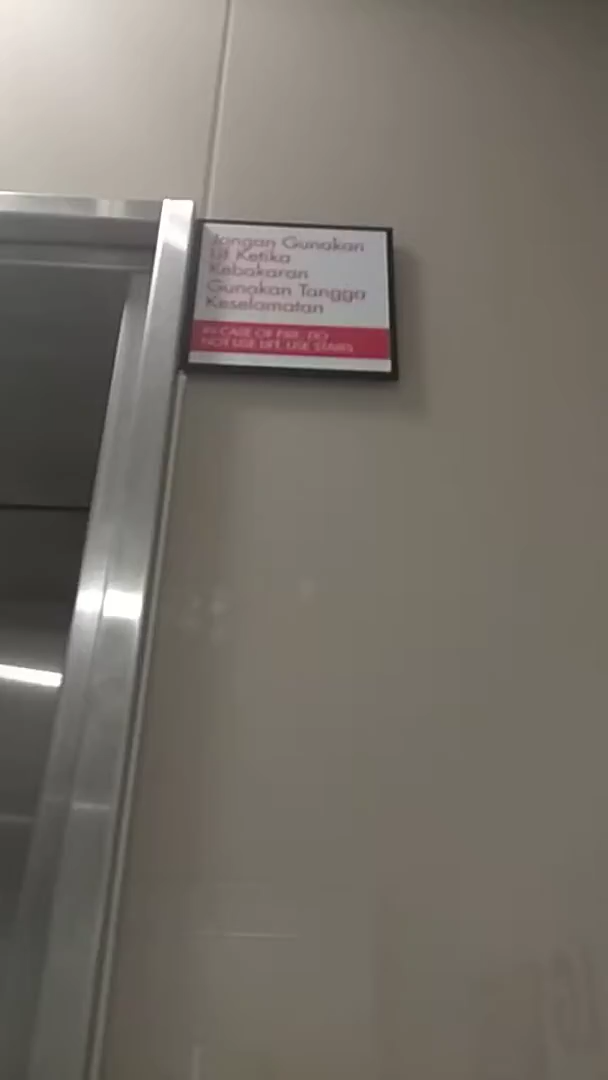 Jangan Gunakan
Lif Ketika
Kebakaran
Gunakan Tangga
Keselamatan
IN CASE OF FIRE, DO
NOT USE LIFT, USE STAIRS